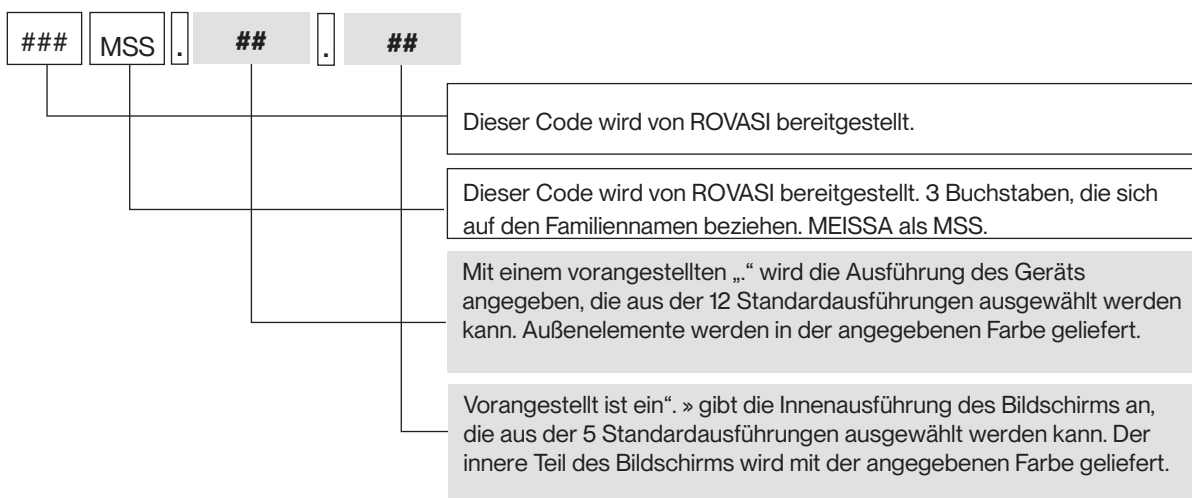 ### MSS . ## . ##
Dieser Code wird von ROVASI bereitgestellt.
Dieser Code wird von ROVASI bereitgestellt. 3 Buchstaben, die sich
auf den Familiennamen beziehen. MEISSA als MSS.
Mit einem vorangestellten „.“ wird die Ausführung des Geräts
angegeben, die aus der 12 Standardausführungen ausgewählt werden
kann. Außenelemente werden in der angegebenen Farbe geliefert.
Vorangestellt ist ein“. » gibt die Innenausführung des Bildschirms an,
die aus der 5 Standardausführungen ausgewählt werden kann. Der
innere Teil des Bildschirms wird mit der angegebenen Farbe geliefert.